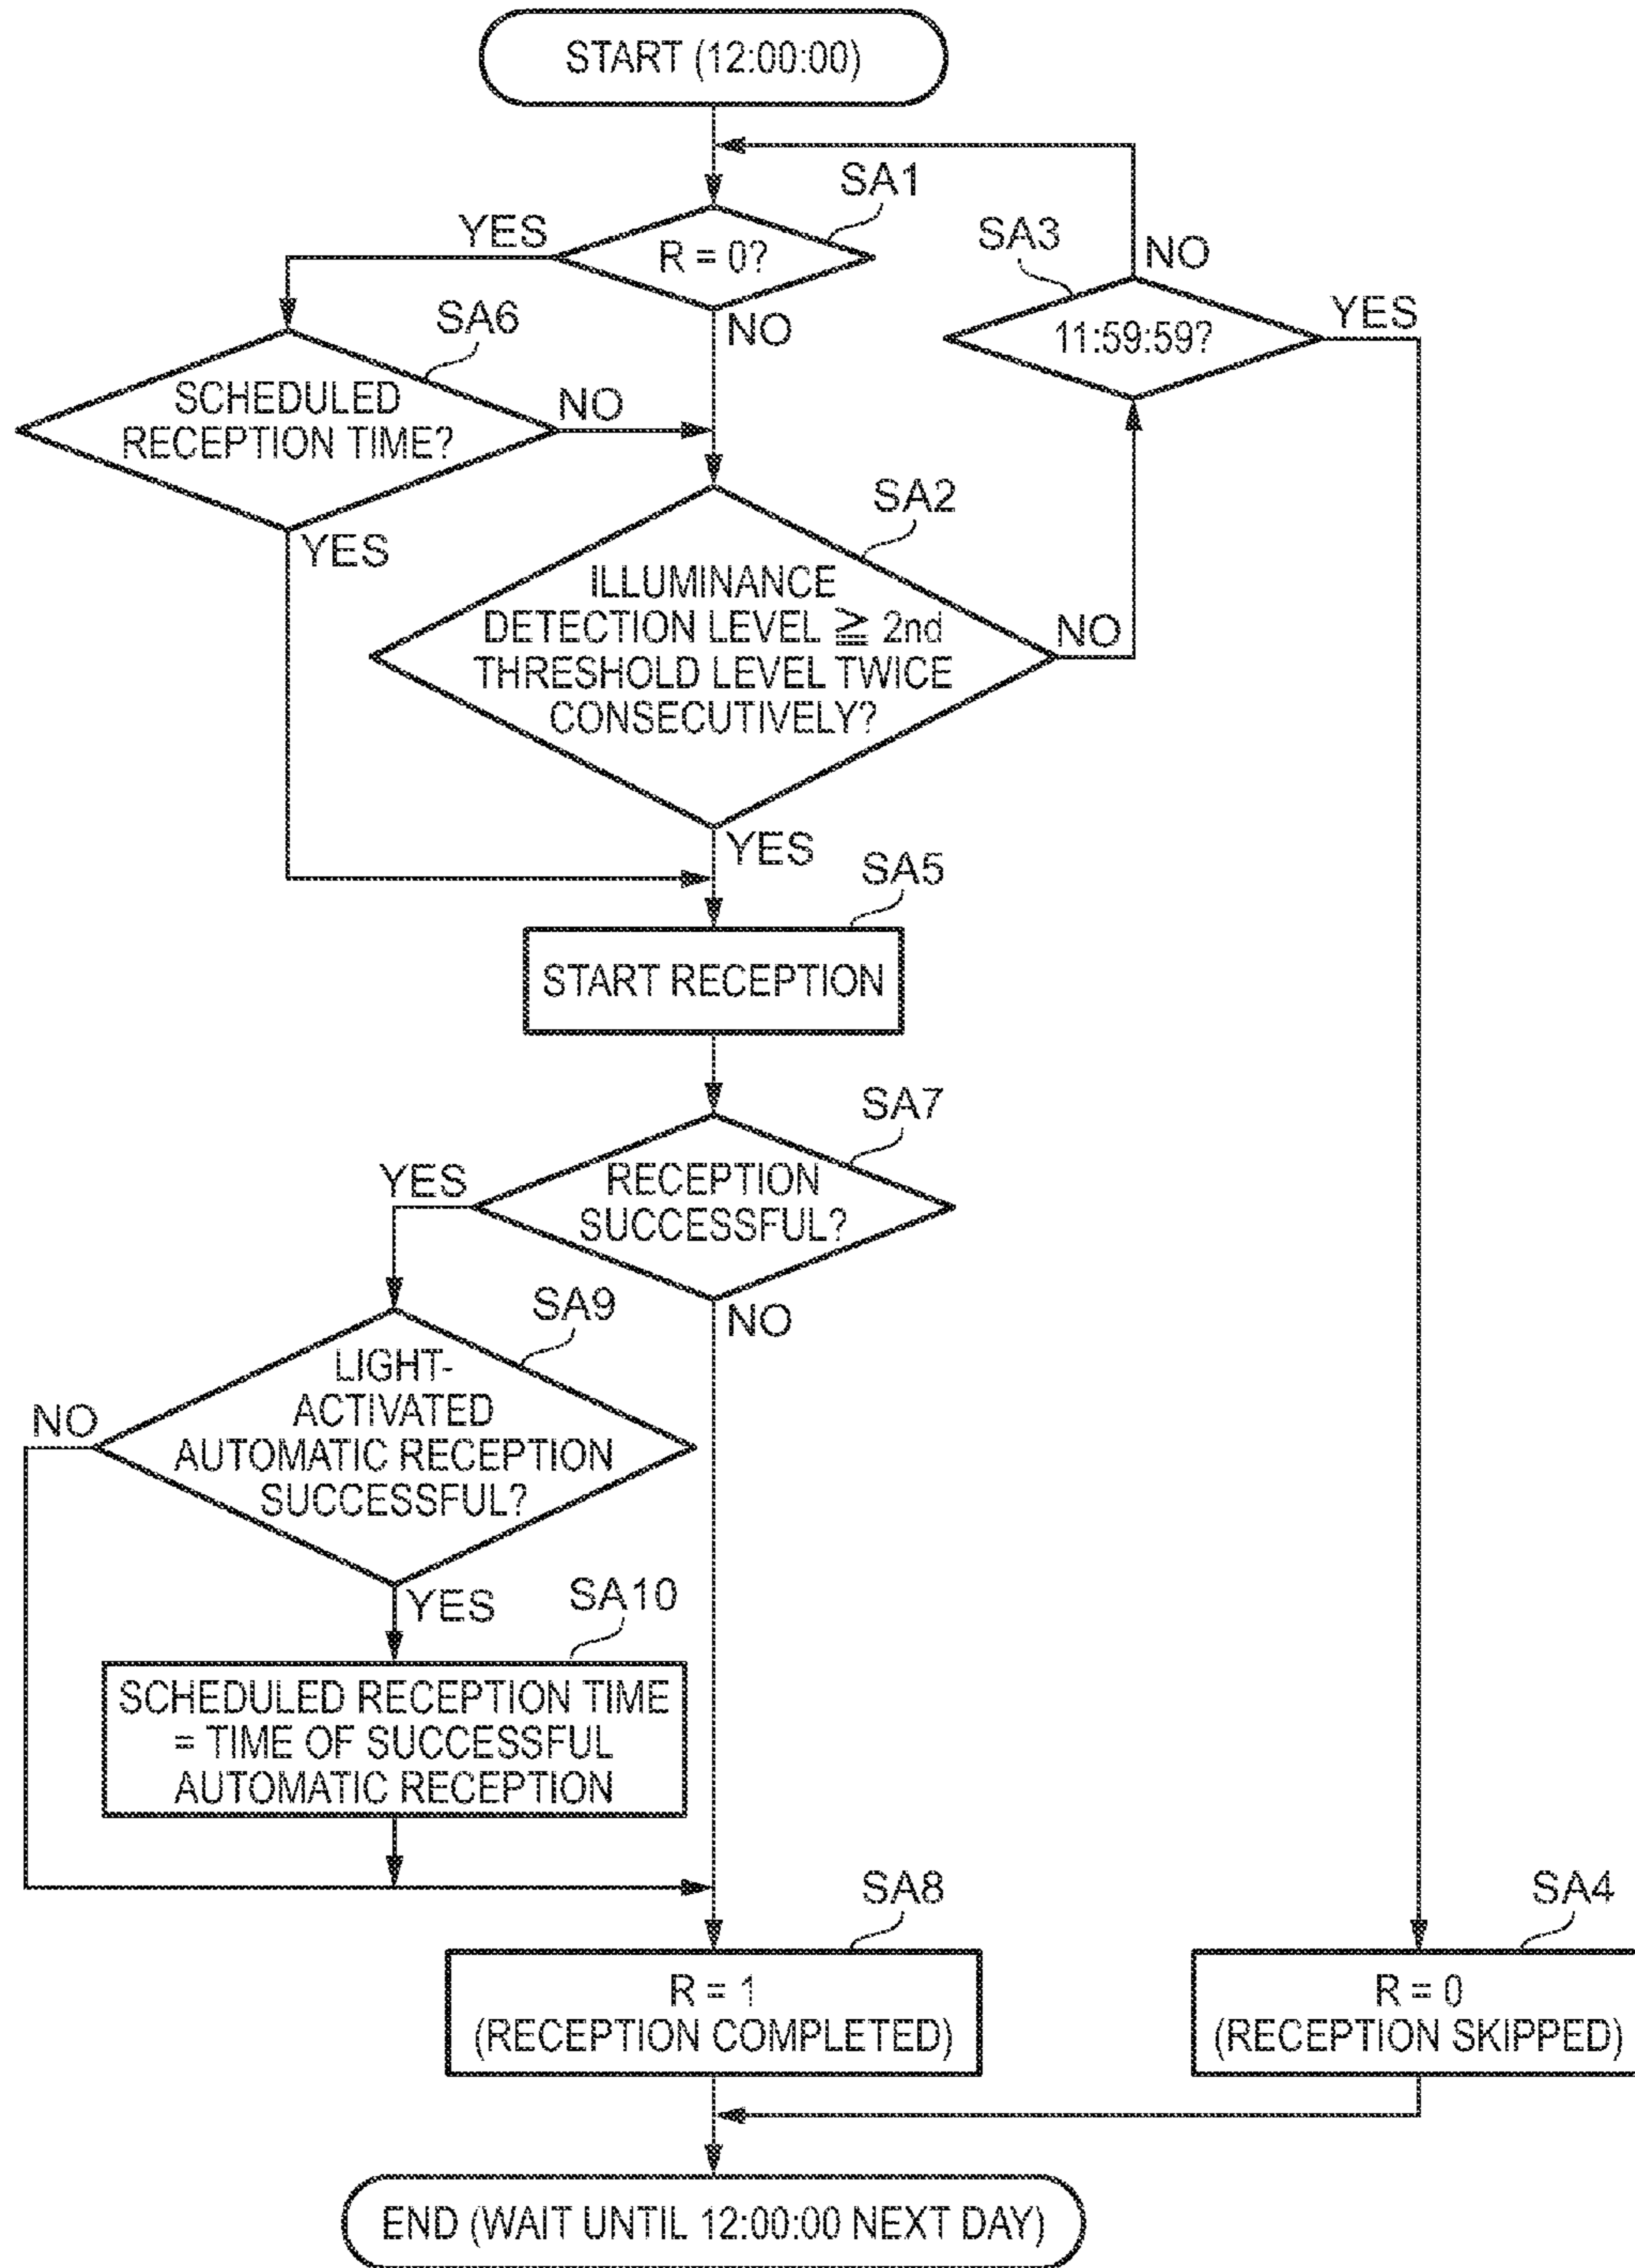 START (12:00:00)
SA1
YES
R = 0?
NO
SA3
NO
11:59:59?
YES
SA6
SCHEDULED
RECEPTION TIME?
NO
YES
SA2
ILLUMINANCE
DETECTION LEVEL ≧ 2nd
THRESHOLD LEVEL TWICE
CONSECUTIVELY?
NO
YES
SA5
START RECEPTION
SA7
YES
RECEPTION
SUCCESSFUL?
NO
SA9
LIGHT-
ACTIVATED
AUTOMATIC RECEPTION
SUCCESSFUL?
NO
YES
SA10
SCHEDULED RECEPTION TIME
= TIME OF SUCCESSFUL
AUTOMATIC RECEPTION
SA8
R = 1
(RECEPTION COMPLETED)
SA4
R = 0
(RECEPTION SKIPPED)
END (WAIT UNTIL 12:00:00 NEXT DAY)